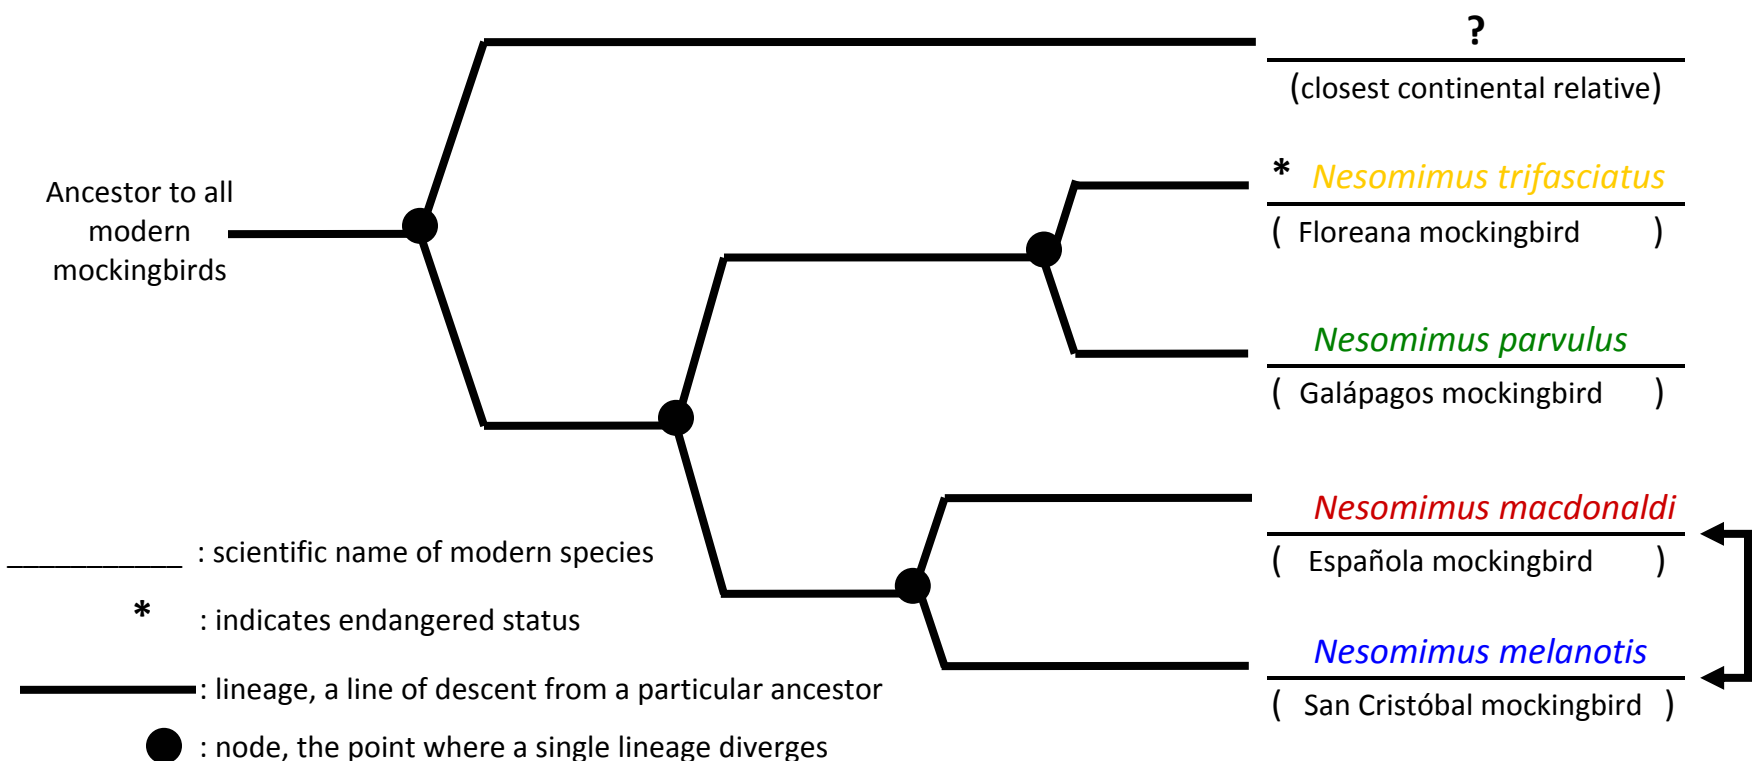 ?
(closest continental relative)
* Nesomimus trifasciatus
( Floreana mockingbird )
Ancestor to all
modern
mockingbirds
Nesomimus parvulus
( Galápagos mockingbird )
Nesomimus macdonaldi
( Española mockingbird )
Nesomimus melanotis
( San Cristóbal mockingbird )
___________ : scientific name of modern species
* : indicates endangered status
: lineage, a line of descent from a particular ancestor
: node, the point where a single lineage diverges